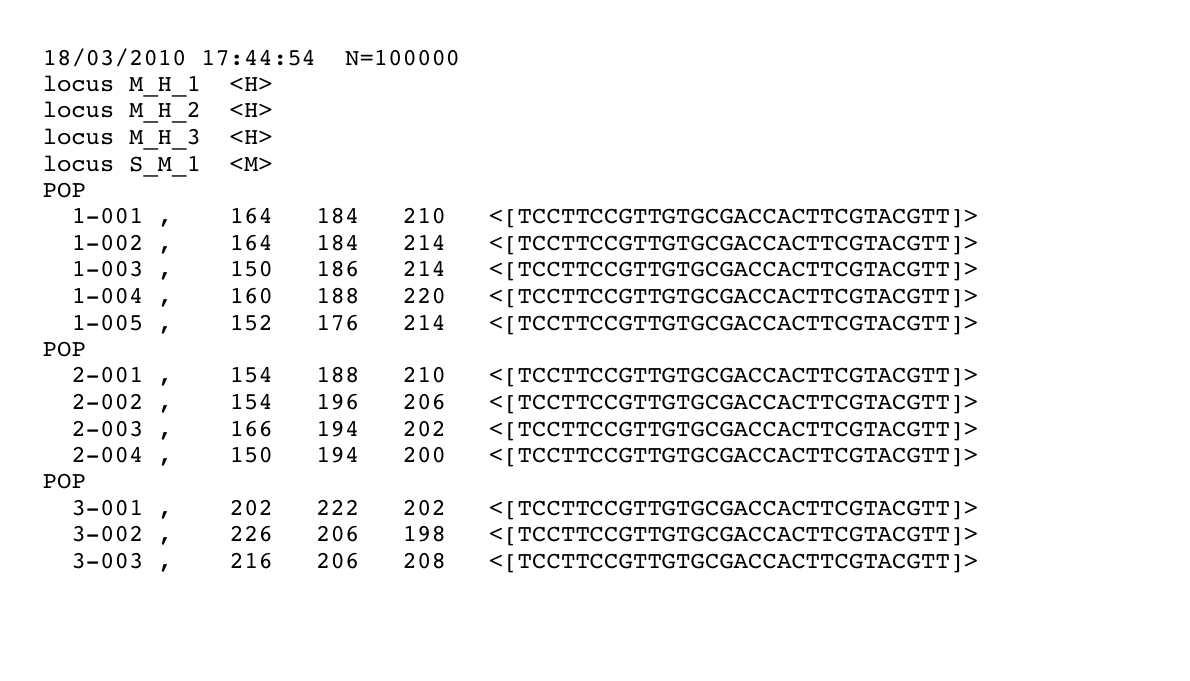 18/03/2010 17:44:54  N=100000
locus M_H_1  <H>
locus M_H_2  <H>
locus M_H_3  <H>
locus S_M_1  <M>
POP
  1-001 ,    164   184   210   <[TCCTTCCGTTGTGCGACCACTTCGTACGTT]>
  1-002 ,    164   184   214   <[TCCTTCCGTTGTGCGACCACTTCGTACGTT]>
  1-003 ,    150   186   214   <[TCCTTCCGTTGTGCGACCACTTCGTACGTT]>
  1-004 ,    160   188   220   <[TCCTTCCGTTGTGCGACCACTTCGTACGTT]>
  1-005 ,    152   176   214   <[TCCTTCCGTTGTGCGACCACTTCGTACGTT]>
POP
  2-001 ,    154   188   210   <[TCCTTCCGTTGTGCGACCACTTCGTACGTT]>
  2-002 ,    154   196   206   <[TCCTTCCGTTGTGCGACCACTTCGTACGTT]>
  2-003 ,    166   194   202   <[TCCTTCCGTTGTGCGACCACTTCGTACGTT]>
  2-004 ,    150   194   200   <[TCCTTCCGTTGTGCGACCACTTCGTACGTT]>
POP
  3-001 ,    202   222   202   <[TCCTTCCGTTGTGCGACCACTTCGTACGTT]>
  3-002 ,    226   206   198   <[TCCTTCCGTTGTGCGACCACTTCGTACGTT]>
  3-003 ,    216   206   208   <[TCCTTCCGTTGTGCGACCACTTCGTACGTT]>